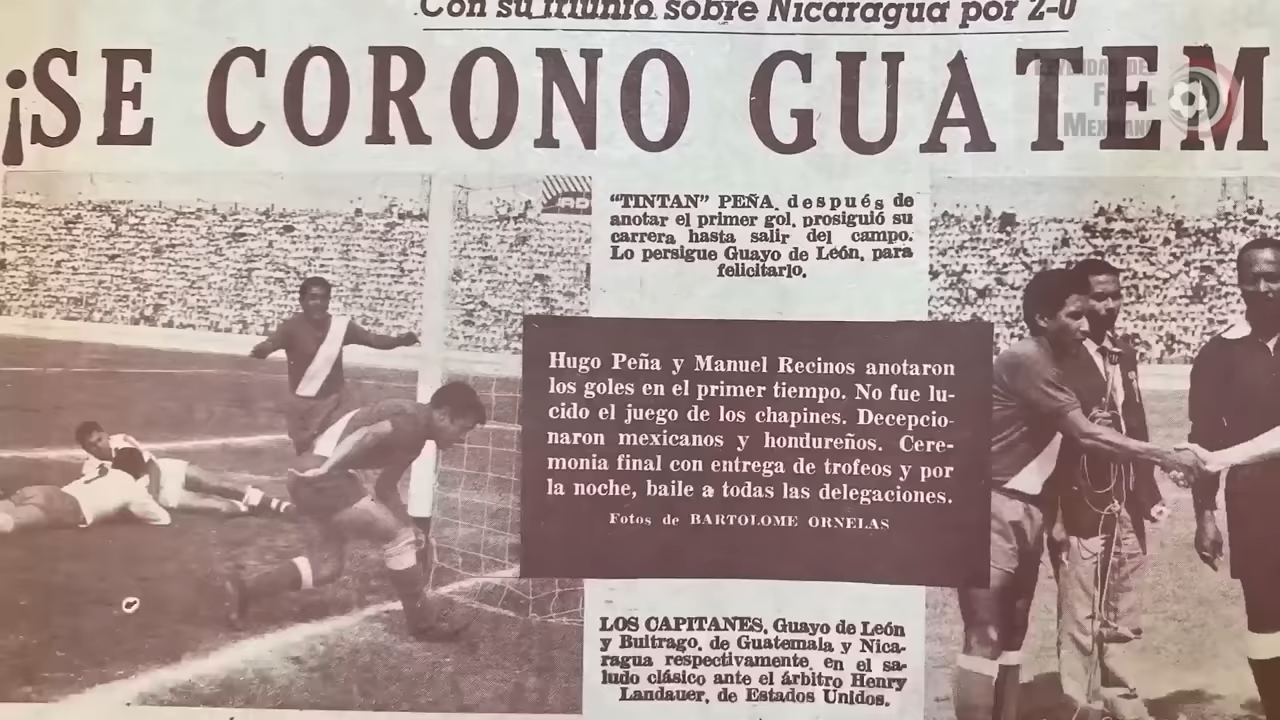 Con su triunfo sobre Nicaragua por 2-0
¡SE CORONO GUATEM
LEYENDAS DEL
FUTBOL
MEXICANO
"TINTAN" PEÑA, después de
anotar el primer gol, prosiguió su
carrera hasta salir del campo.
Lo persigue Guayo de León, para
felicitarlo.
Hugo Peña y Manuel Recinos anotaron
los goles en el primer tiempo. No fue lu-
cido el juego de los chapines. Decepcio-
naron mexicanos y hondureños. Cere-
monia final con entrega de trofeos y por
la noche, baile a todas las delegaciones.
Fotos de BARTOLOME ORNELAS
LOS CAPITANES, Guayo de León
y Buitrago, de Guatemala y Nica-
ragua respectivamente, en el sa-
ludo clásico ante el árbitro Henry
Landauer, de Estados Unidos.